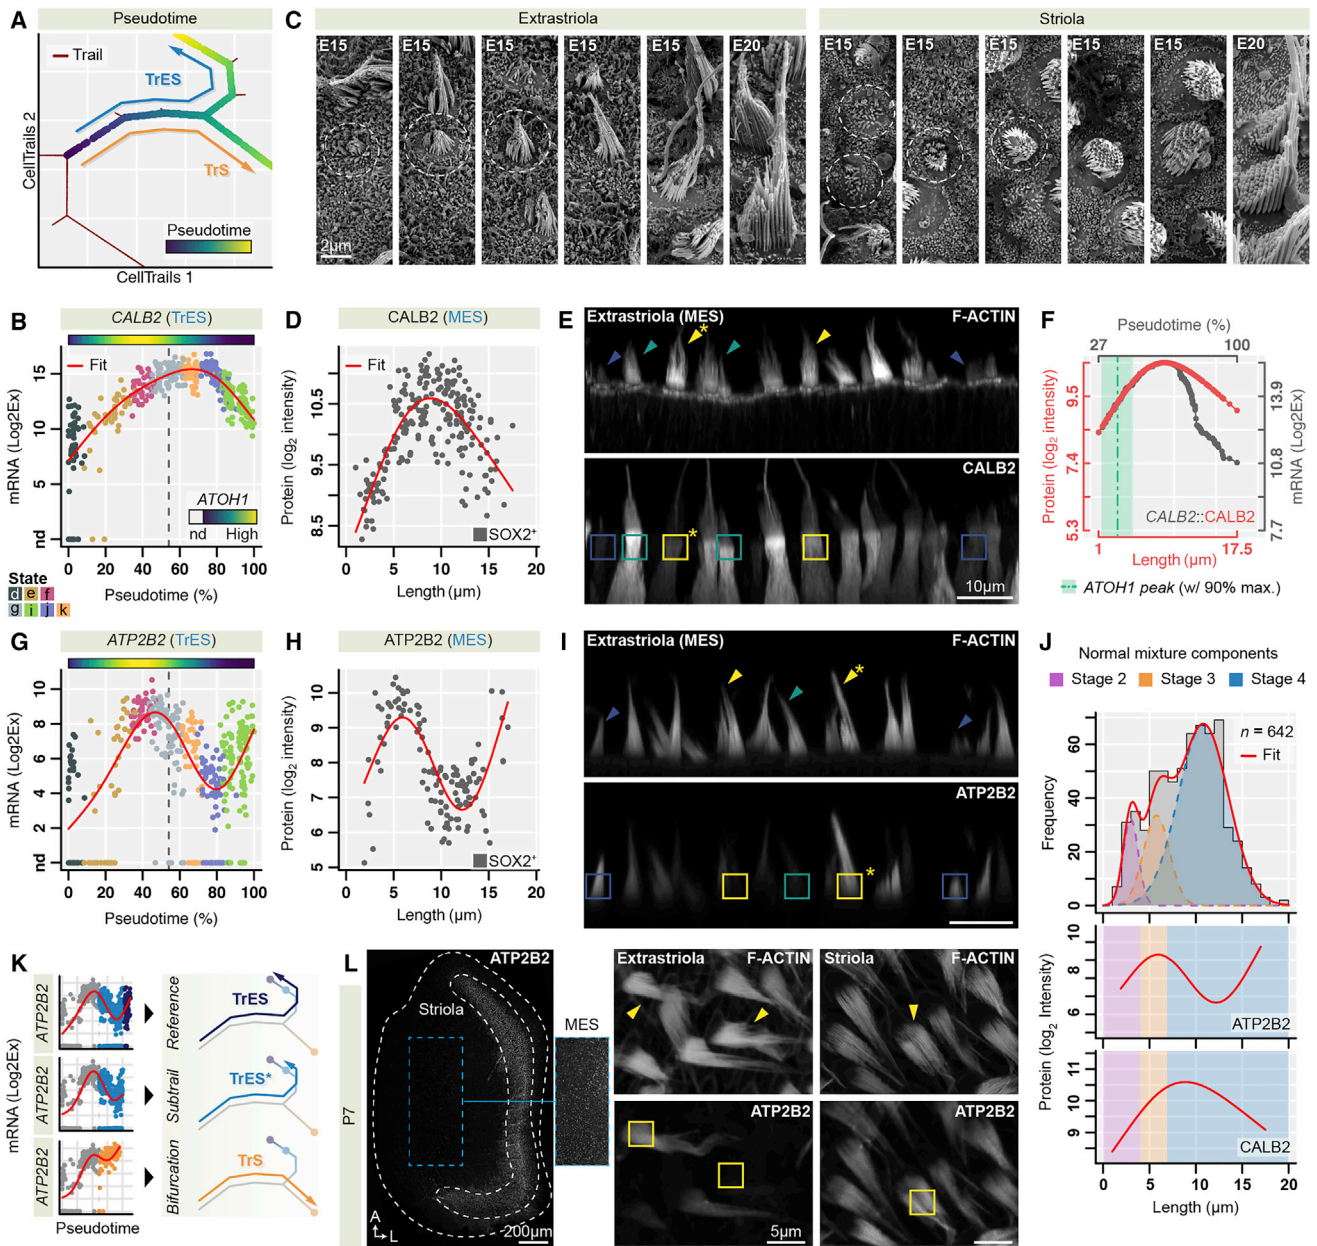 A
Pseudotime
Trail
TrES
TrS
Pseudotime
CellTrails 2
CellTrails 1
C
Extrastriola
Striola
E15
E15
E15
E15
E15
E20
E15
E15
E15
E15
E15
E20
2μm
B
CALB2 (TrES)
Fit
mRNA (Log2Ex)
15
10
5
nd
ATOH1
nd High
0 20 40 60 80 100
Pseudotime (%)
State
d e f
g i j k
D
CALB2 (MES)
Fit
Protein (log2 intensity)
10.5
9.5
8.5
SOX2+
0 5 10 15 20
Length (μm)
E
Extrastriola (MES)
F-ACTIN
*
CALB2
*
10μm
F
Pseudotime (%)
27 100
Protein (log2 intensity)
9.5
7.4
5.3
13.9
10.8
7.7
mRNA (Log2Ex)
CALB2::CALB2
1 17.5
Length (μm)
ATOH1 peak (w/ 90% max.)
G
ATP2B2 (TrES)
mRNA (Log2Ex)
10
8
6
4
2
nd
0 20 40 60 80 100
Pseudotime (%)
H
ATP2B2 (MES)
Protein (log2 intensity)
10
9
8
7
6
5
SOX2+
0 5 10 15 20
Length (μm)
I
Extrastriola (MES)
F-ACTIN
*
ATP2B2
*
J
Normal mixture components
Stage 2 Stage 3 Stage 4
n = 642
Fit
Frequency
60
40
20
0
0 5 10 15 20
Protein (log2 Intensity)
10
8
6
ATP2B2
11
10
9
CALB2
0 5 10 15 20
Length (μm)
K
mRNA (Log2Ex)
ATP2B2
ATP2B2
ATP2B2
Pseudotime
Reference
TrES
Subtrail
TrES*
Bifurcation
TrS
L
P7
ATP2B2
Striola
MES
A
L
200μm
Extrastriola
F-ACTIN
Striola
F-ACTIN
ATP2B2
5μm
ATP2B2